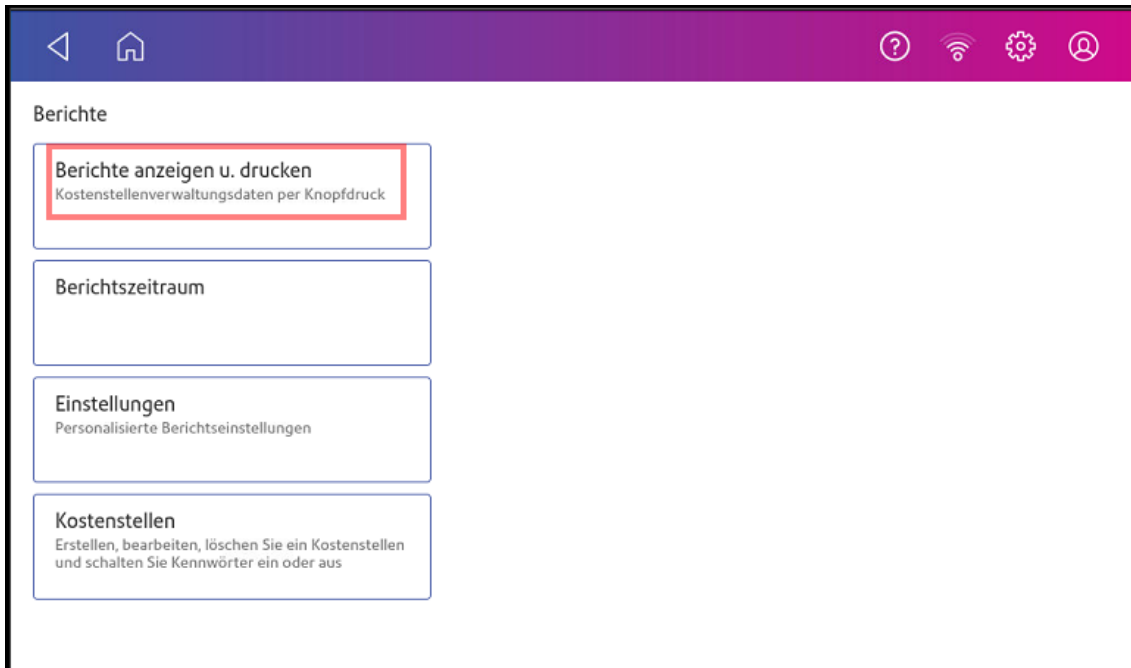 Berichte
Berichte anzeigen u. drucken
Kostenstellenverwaltungsdaten per Knopfdruck
Berichtszeitraum
Einstellungen
Personalisierte Berichtseinstellungen
Kostenstellen
Erstellen, bearbeiten, löschen Sie ein Kostenstellen
und schalten Sie Kennwörter ein oder aus